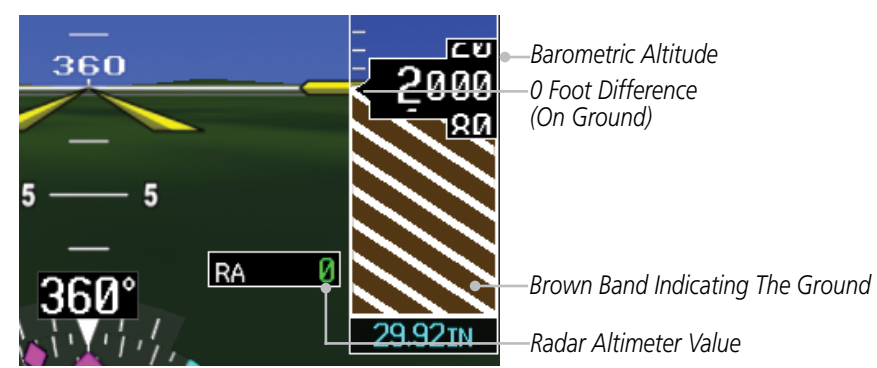 360
20
2000
80
5 5
RA 0
360°
29.92IN
Barometric Altitude
0 Foot Difference
(On Ground)
Brown Band Indicating The Ground
Radar Altimeter Value